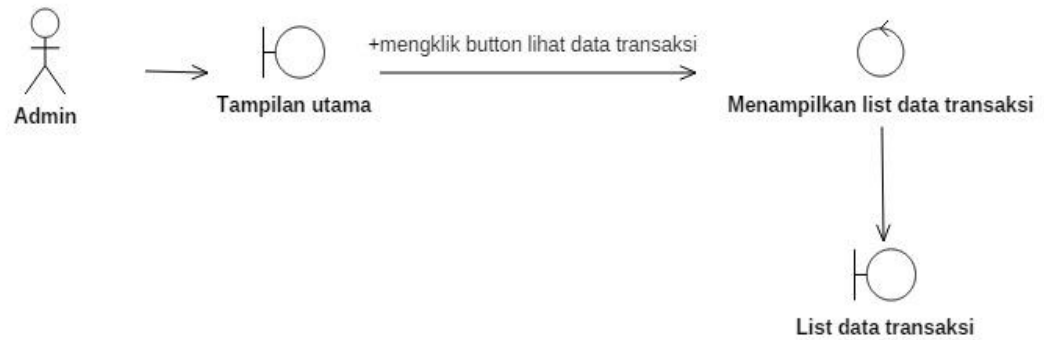 +mengklik button lihat data transaksi
Admin
Tampilan utama
Menampilkan list data transaksi
List data transaksi